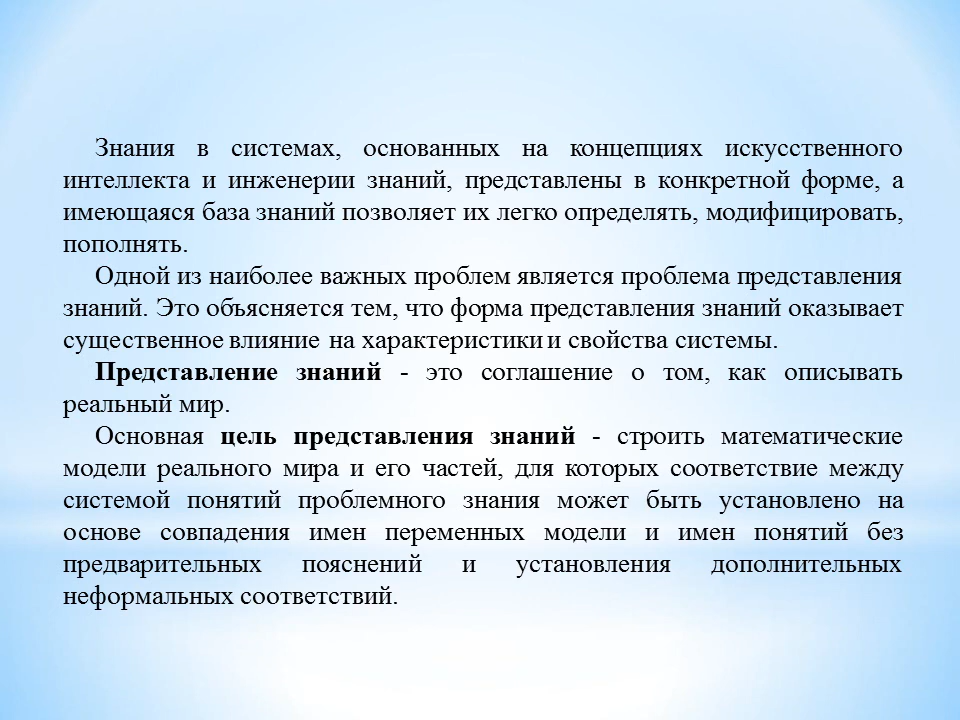 Знания в системах, основанных на концепциях искусственного
интеллекта и инженерии знаний, представлены в конкретной форме, а
имеющаяся база знаний позволяет их легко определять, модифицировать,
пополнять.
Одной из наиболее важных проблем является проблема представления
знаний. Это объясняется тем, что форма представления знаний оказывает
существенное влияние на характеристики и свойства системы.
Представление знаний - это соглашение о том, как описывать
реальный мир.
Основная цель представления знаний - строить математические
модели реального мира и его частей, для которых соответствие между
системой понятий проблемного знания может быть установлено на
основе совпадения имен переменных модели и имен понятий без
предварительных пояснений и установления дополнительных
неформальных соответствий.